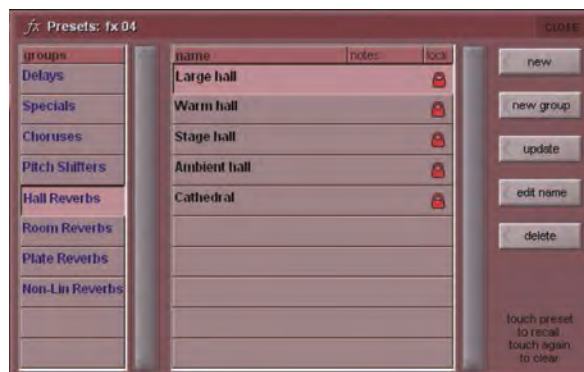 fx Presets: fx 04
CLOSE
groups
Delays
Specials
Choruses
Pitch Shifters
Hall Reverbs
Room Reverbs
Plate Reverbs
Non-Lin Reverbs
name notes lock
Large hall
Warm hall
Stage hall
Ambient hall
Cathedral
new
new group
update
edit name
delete
touch preset
to recall
touch again
to clear